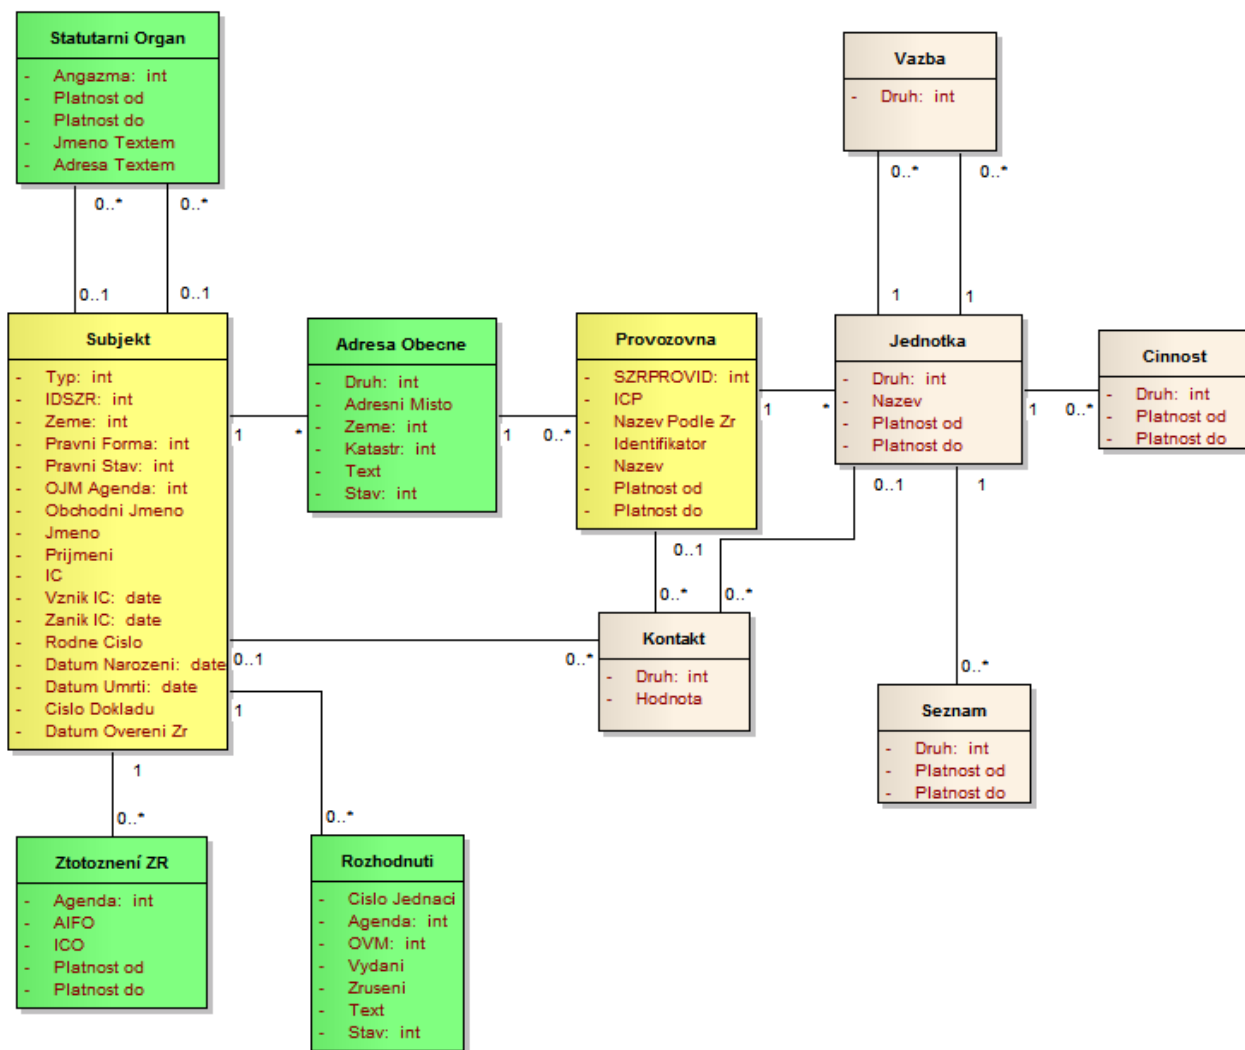 Statutarni Organ
- Angazma: int
- Platnost od
- Platnost do
- Jmeno Textem
- Adresa Textem
Vazba
- Druh: int
0..*
0..*
0..*
0..*
0..1
0..1
1
1
Subjekt
- Typ: int
- IDSZR: int
- Zeme: int
- Pravni Forma: int
- Pravni Stav: int
- OJM Agenda: int
- Obchodni Jmeno
- Jmeno
- Prijmeni
- IC
- Vznik IC: date
- Zanik IC: date
- Rodne Cislo
- Datum Narozeni: date
- Datum Umrti: date
- Cislo Dokladu
- Datum Overeni Zr
Adresa Obecne
- Druh: int
- Adresni Misto
- Zeme: int
- Katastr: int
- Text
- Stav: int
Provozovna
- SZRPROVID: int
- ICP
- Nazev Podle Zr
- Identifikator
- Nazev
- Platnost od
- Platnost do
Jednotka
- Druh: int
- Nazev
- Platnost od
- Platnost do
Cinnost
- Druh: int
- Platnost od
- Platnost do
1
*
1
0..*
1
*
1
0..*
0..1
1
0..1
0..*
0..*
Kontakt
- Druh: int
- Hodnota
0..1
0..*
0..*
Seznam
- Druh: int
- Platnost od
- Platnost do
1
1
0..*
0..*
Ztotoznení ZR
- Agenda: int
- AIFO
- ICO
- Platnost od
- Platnost do
Rozhodnuti
- Cislo Jednaci
- Agenda: int
- OVM: int
- Vydani
- Zruseni
- Text
- Stav: int